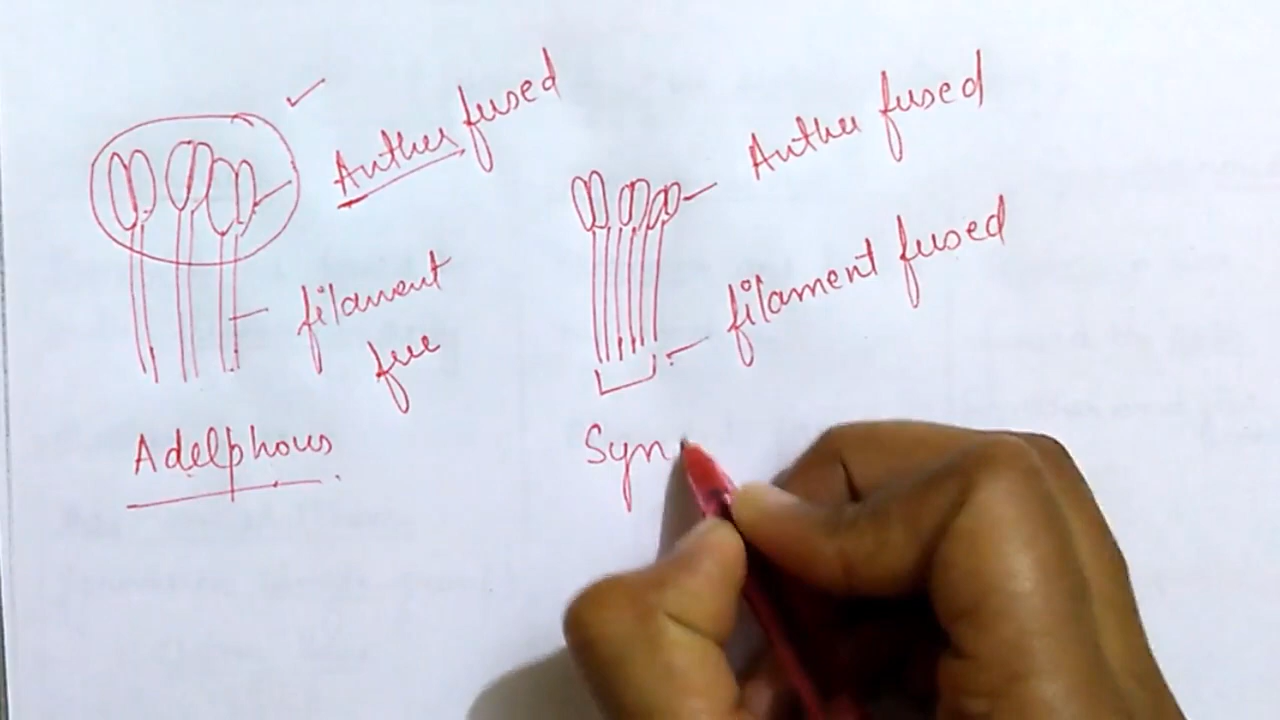 Anther fused
filament
free
Adelphous
Anther fused
filament fused
Syn